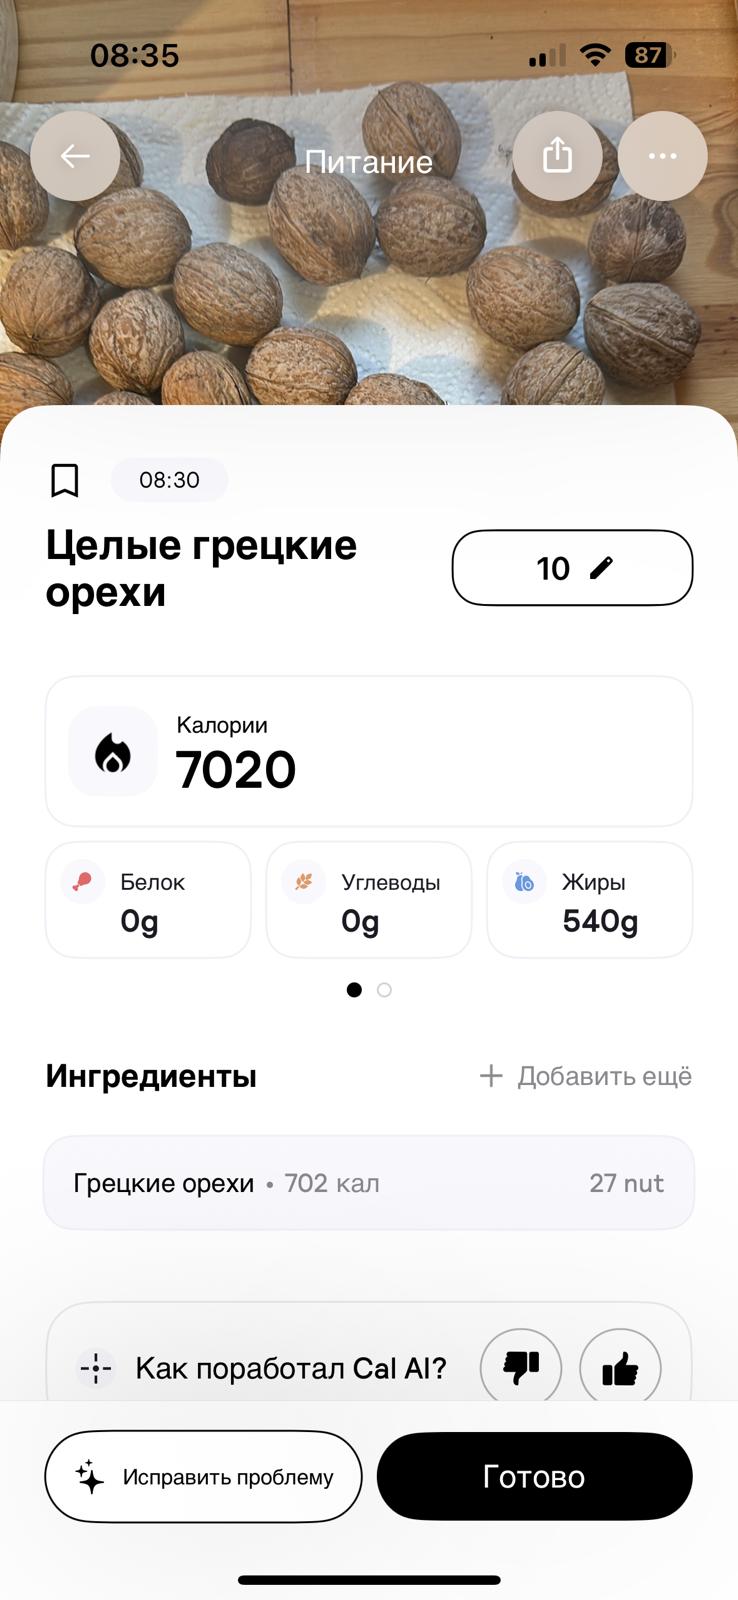 08:35
87
Питание
08:30
Целые грецкие
орехи
10
Калории
7020
Белок
0g
Углеводы
0g
Жиры
540g
Ингредиенты
+ Добавить ещё
Грецкие орехи • 702 кал
27 nut
Как поработал Cal AI?
Исправить проблему
Готово